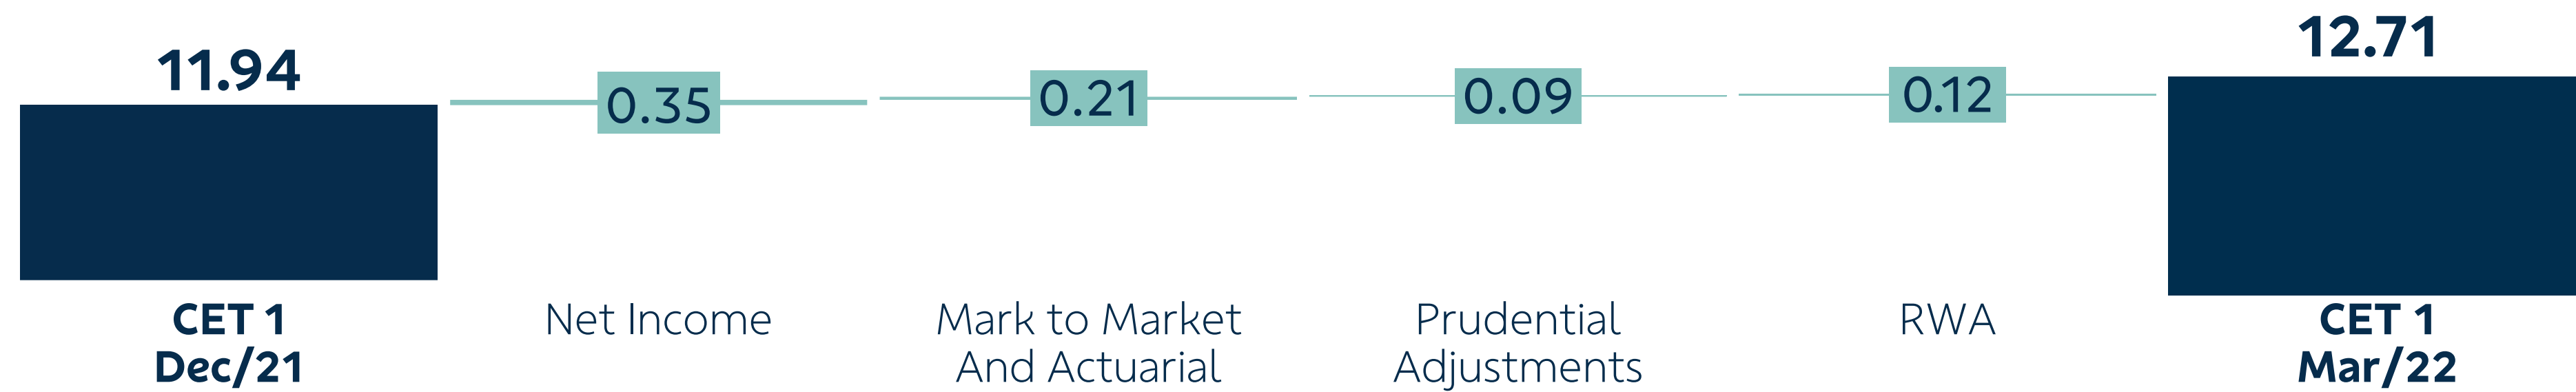 11.94
0.35
0.21
0.09
0.12
12.71
CET 1
Dec/21
Net Income
Mark to Market
And Actuarial
Prudential
Adjustments
RWA
CET 1
Mar/22